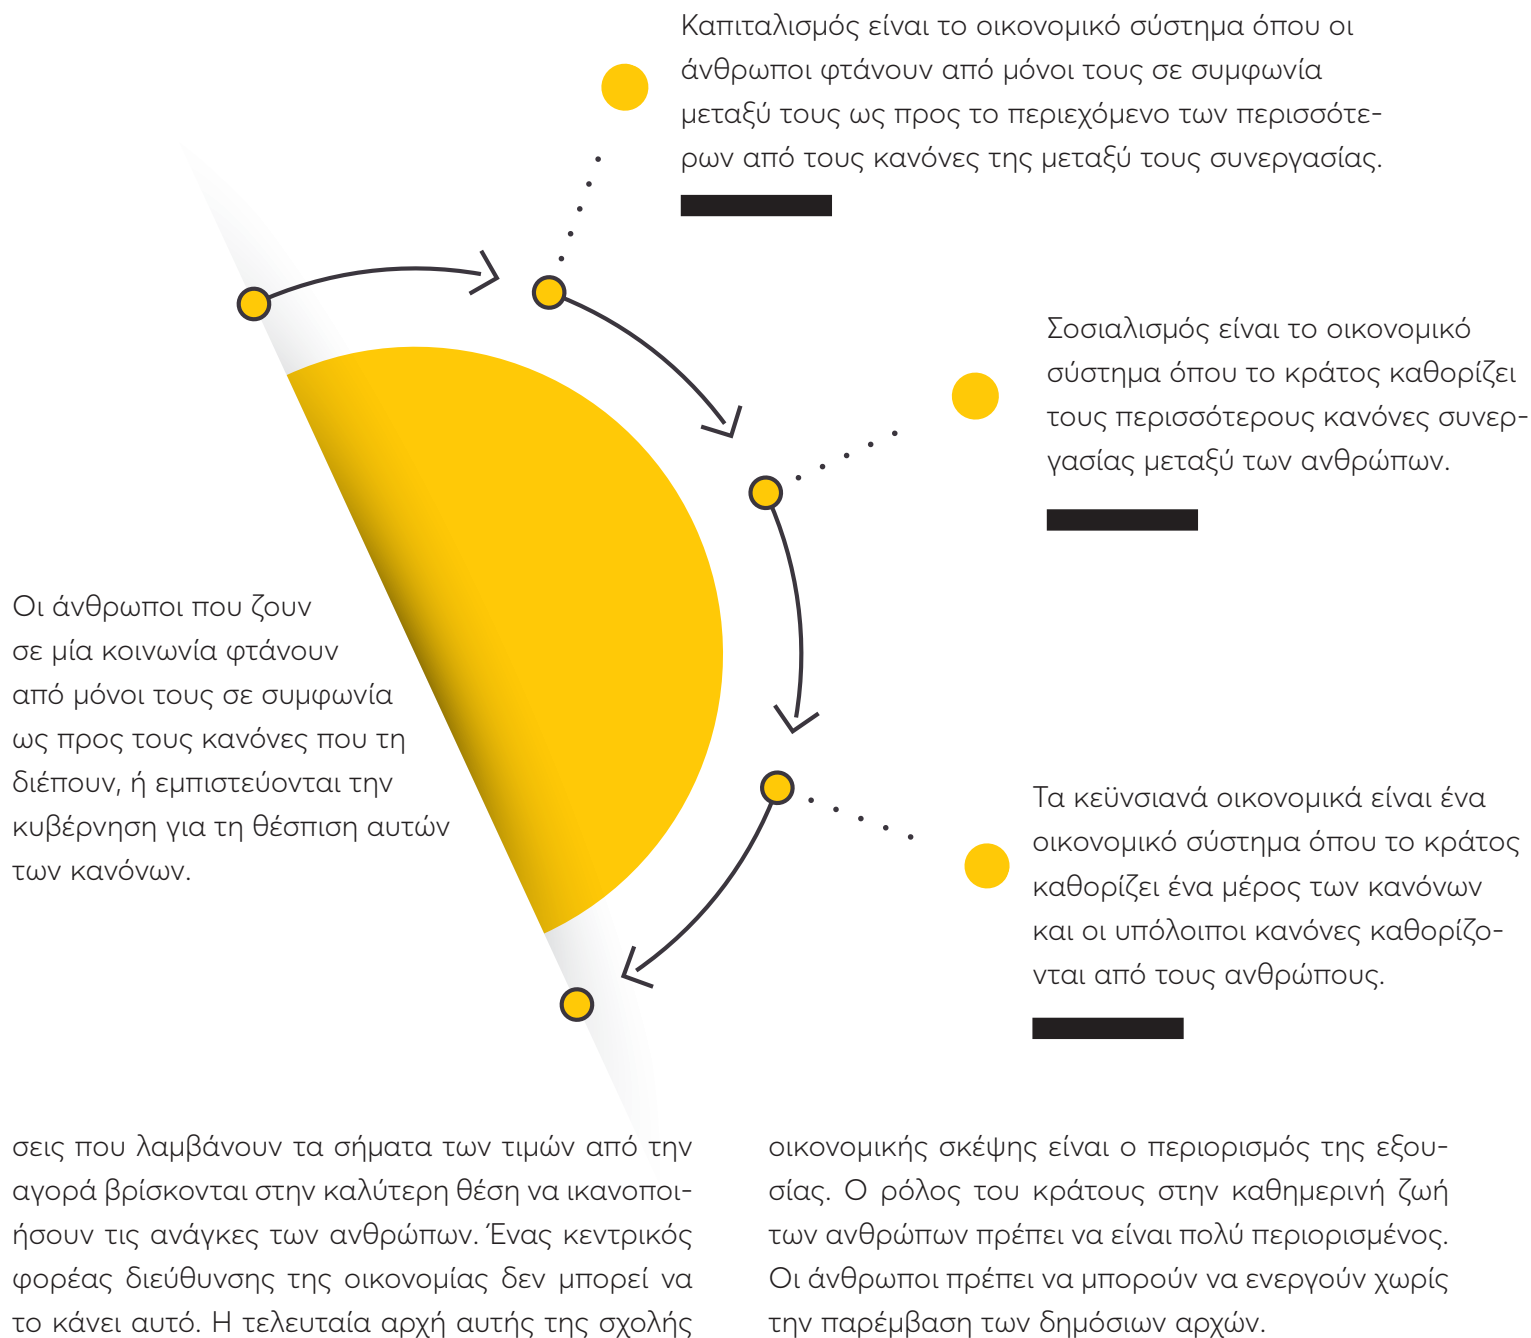 Καπιταλισμός είναι το οικονομικό σύστημα όπου οι
άνθρωποι φτάνουν από μόνοι τους σε συμφωνία
μεταξύ τους ως προς το περιεχόμενο των περισσότε-
ρων από τους κανόνες της μεταξύ τους συνεργασίας.
Σοσιαλισμός είναι το οικονομικό
σύστημα όπου το κράτος καθορίζει
τους περισσότερους κανόνες συνερ-
γασίας μεταξύ των ανθρώπων.
Οι άνθρωποι που ζουν
σε μία κοινωνία φτάνουν
από μόνοι τους σε συμφωνία
ως προς τους κανόνες που τη
διέπουν, ή εμπιστεύονται την
κυβέρνηση για τη θέσπιση αυτών
των κανόνων.
Τα κεϋνσιανά οικονομικά είναι ένα
οικονομικό σύστημα όπου το κράτος
καθορίζει ένα μέρος των κανόνων
και οι υπόλοιποι κανόνες καθορίζο-
νται από τους ανθρώπους.
σεις που λαμβάνουν τα σήματα των τιμών από την
αγορά βρίσκονται στην καλύτερη θέση να ικανοποι-
ήσουν τις ανάγκες των ανθρώπων. Ένας κεντρικός
φορέας διεύθυνσης της οικονομίας δεν μπορεί να
το κάνει αυτό. Η τελευταία αρχή αυτής της σχολής
οικονομικής σκέψης είναι ο περιορισμός της εξου-
σίας. Ο ρόλος του κράτους στην καθημερινή ζωή
των ανθρώπων πρέπει να είναι πολύ περιορισμένος.
Οι άνθρωποι πρέπει να μπορούν να ενεργούν χωρίς
την παρέμβαση των δημόσιων αρχών.